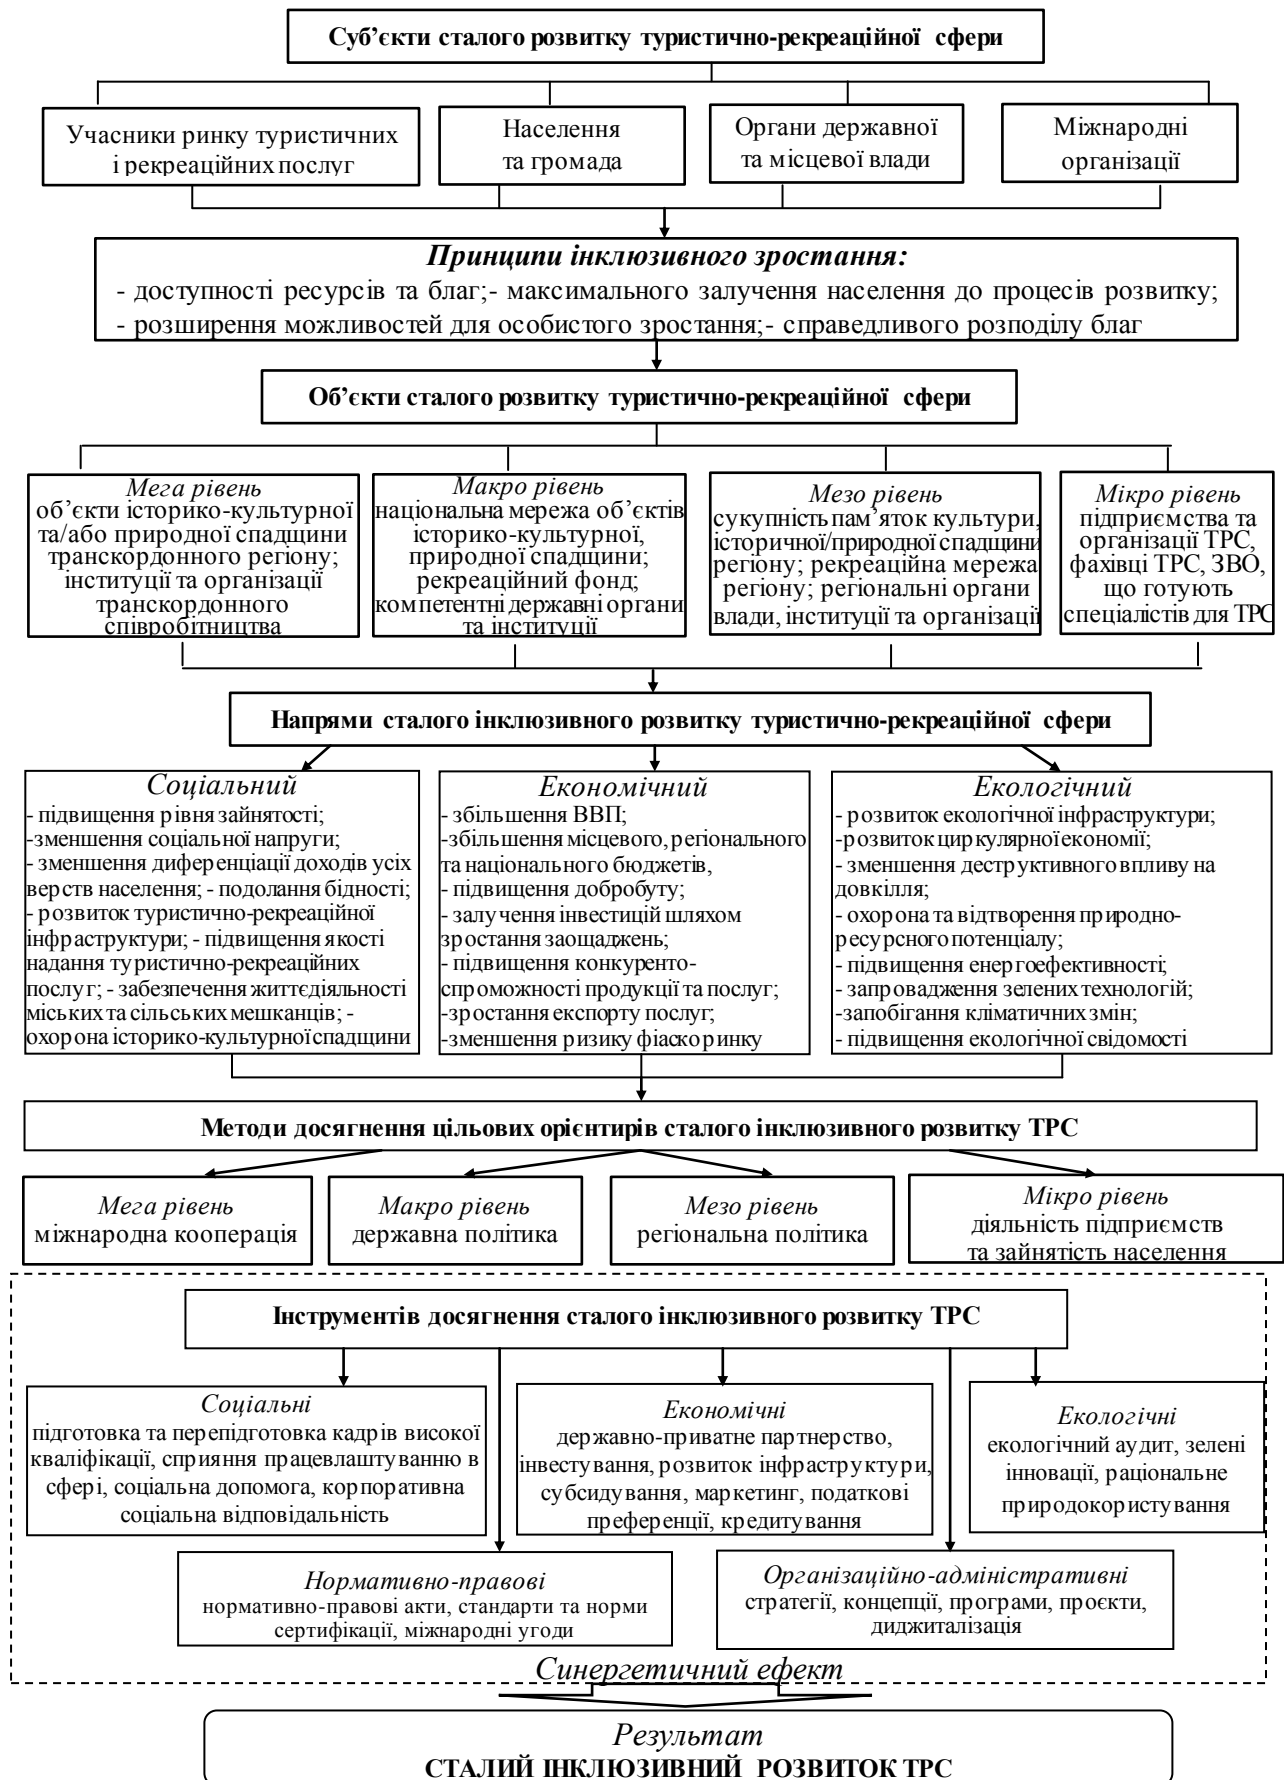 Суб’єкти сталого розвитку туристично-рекреаційної сфери
Учасники ринку туристичних
і рекреаційних послуг
Населення
та громада
Органи державної
та місцевої влади
Міжнародні
організації
Принципи інклюзивного зростання:
- доступності ресурсів та благ;- максимального залучення населення до процесів розвитку;
- розширення можливостей для особистого зростання;- справедливого розподілу благ
Об’єкти сталого розвитку туристично-рекреаційної сфери
Мега рівень
об’єкти історико-культурної
та/або природної спадщини
транскордонного регіону;
інституції та організації
транскордонного
співробітництва
Макро рівень
національна мережа об’єктів
історико-культурної,
природної спадщини;
рекреаційний фонд;
компетентні державні органи
та інституції
Мезо рівень
сукупність пам’яток культури,
історичної/природної спадщини
регіону; рекреаційна мережа
регіону; регіональні органи
влади, інституції та організації
Мікро рівень
підприємства та
організації ТРС,
фахівці ТРС, ЗВО,
що готують
спеціалістів для ТРС
Напрями сталого інклюзивного розвитку туристично-рекреаційної сфери
Соціальний
- підвищення рівня зайнятості;
-зменшення соціальної напруги;
- зменшення диференціації доходів усіх
верств населення; - подолання бідності;
- розвиток туристично-рекреаційної
інфраструктури; - підвищення якості
надання туристично-рекреаційних
послуг; - забезпечення життєдіяльності
міських та сільських мешканців; -
охорона історико-культурної спадщини
Економічний
- збільшення ВВП;
-збільшення місцевого, регіонального
та національного бюджетів,
- підвищення добробуту;
- залучення інвестицій шляхом
зростання заощаджень;
- підвищення конкуренто-
спроможності продукції та послуг;
-зростання експорту послуг;
-зменшення ризику фіаско ринку
Екологічний
- розвиток екологічної інфраструктури;
-розвиток циркулярної економії;
- зменшення деструктивного впливу на
довкілля;
- охорона та відтворення природно-
ресурсного потенціалу;
- підвищення енергоефективності;
- запровадження зелених технологій;
-запобігання кліматичних змін;
- підвищення екологічної свідомості
Методи досягнення цільових орієнтирів сталого інклюзивного розвитку ТРС
Мега рівень
міжнародна кооперація
Макро рівень
державна політика
Мезо рівень
регіональна політика
Мікро рівень
діяльність підприємств
та зайнятість населення
Інструментів досягнення сталого інклюзивного розвитку ТРС
Соціальні
підготовка та перепідготовка кадрів високої
кваліфікації, сприяння працевлаштуванню в
сфері, соціальна допомога, корпоративна
соціальна відповідальність
Економічні
державно-приватне партнерство,
інвестування, розвиток інфраструктури,
субсидування, маркетинг, податкові
преференції, кредитування
Екологічні
екологічний аудит, зелені
інновації, раціональне
природокористування
Нормативно-правові
нормативно-правові акти, стандарти та норми
сертифікації, міжнародні угоди
Організаційно-адміністративні
стратегії, концепції, програми, проєкти,
диджиталізація
Синергетичний ефект
Результат
СТАЛИЙ ІНКЛЮЗИВНИЙ РОЗВИТОК ТРС